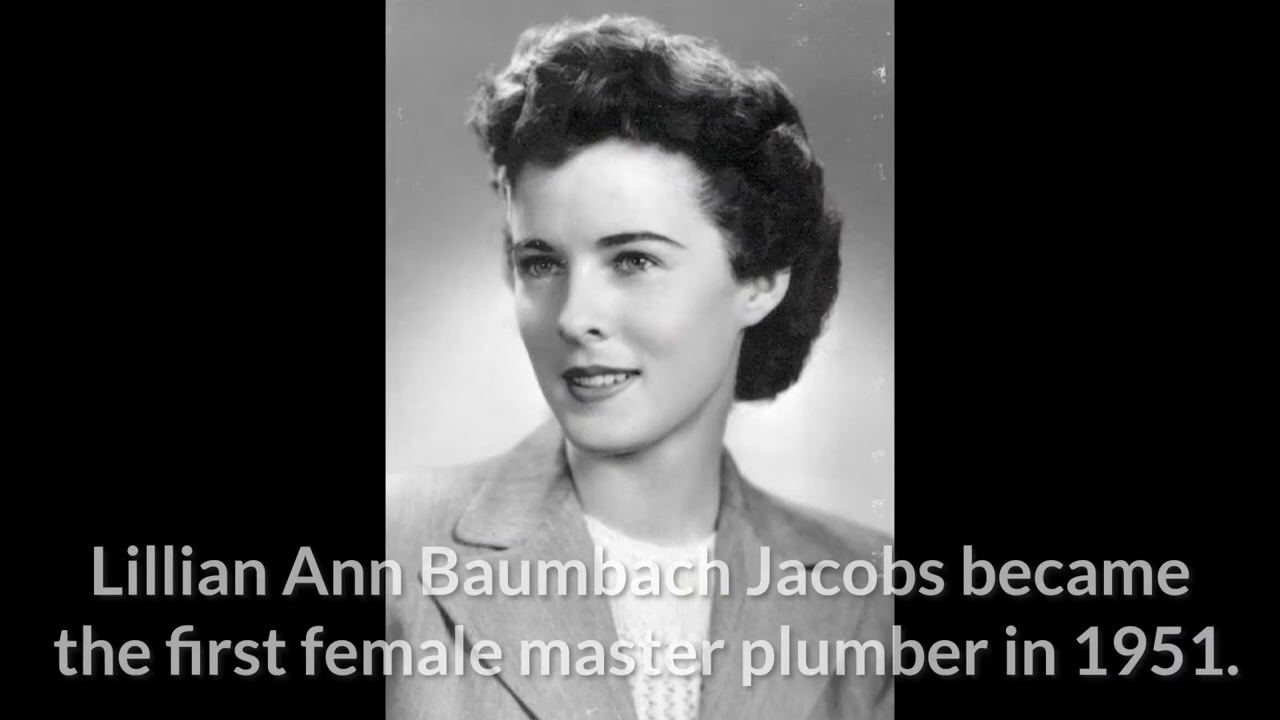 Lillian Ann Baumbach Jacobs became
the first female master plumber in 1951.